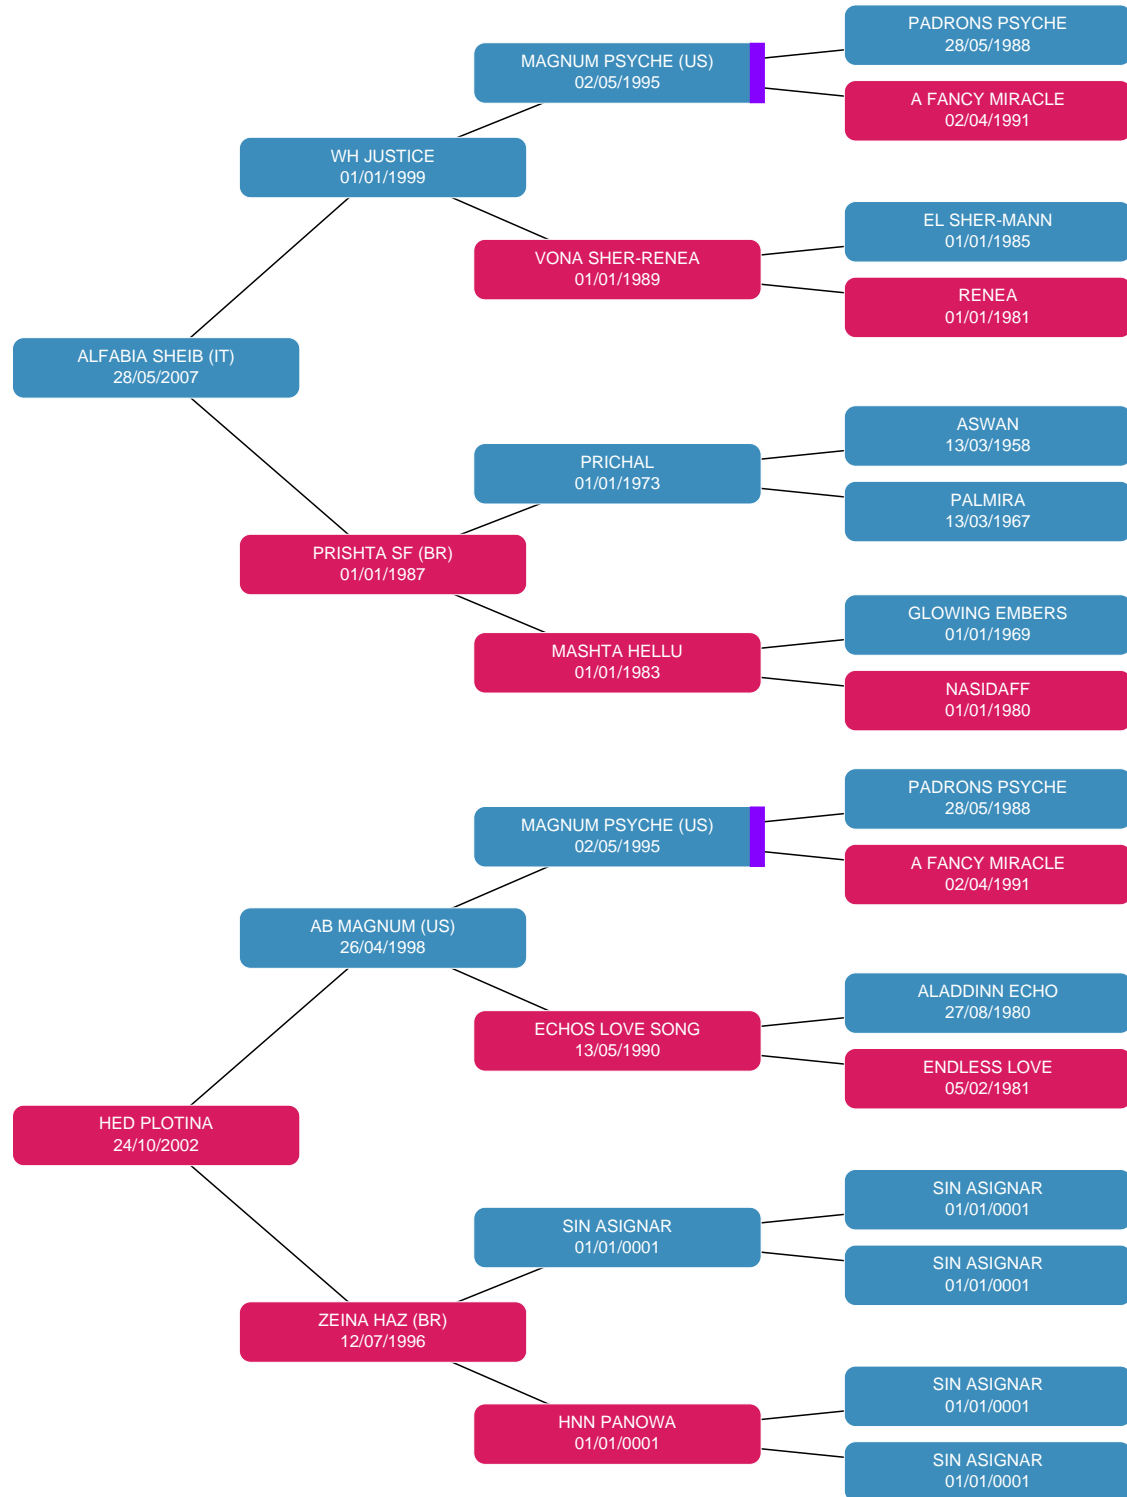 PADRONS PSYCHE
28/05/1988
MAGNUM PSYCHE (US)
02/05/1995
A FANCY MIRACLE
02/04/1991
WH JUSTICE
01/01/1999
EL SHER-MANN
01/01/1985
VONA SHER-RENEA
01/01/1989
RENEA
01/01/1981
ALFABIA SHEIB (IT)
28/05/2007
ASWAN
13/03/1958
PRICHAL
01/01/1973
PALMIRA
13/03/1967
PRISHTA SF (BR)
01/01/1987
GLOWING EMBERS
01/01/1969
MASHTA HELLU
01/01/1983
NASIDAFF
01/01/1980
PADRONS PSYCHE
28/05/1988
MAGNUM PSYCHE (US)
02/05/1995
A FANCY MIRACLE
02/04/1991
AB MAGNUM (US)
26/04/1998
ALADDINN ECHO
27/08/1980
ECHOS LOVE SONG
13/05/1990
ENDLESS LOVE
05/02/1981
HED PLOTINA
24/10/2002
SIN ASIGNAR
01/01/0001
SIN ASIGNAR
01/01/0001
SIN ASIGNAR
01/01/0001
ZEINA HAZ (BR)
12/07/1996
SIN ASIGNAR
01/01/0001
HNN PANOWA
01/01/0001
SIN ASIGNAR
01/01/0001